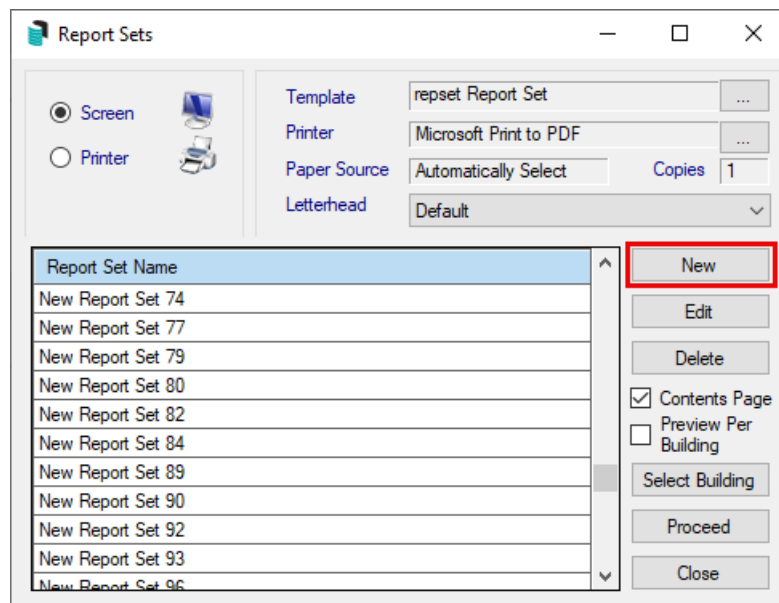 Report Sets
Screen
Printer
Template
repset Report Set
...
Printer
Microsoft Print to PDF
...
Paper Source
Automatically Select
Copies
1
Letterhead
Default
Report Set Name
New Report Set 74
New Report Set 77
New Report Set 79
New Report Set 80
New Report Set 82
New Report Set 84
New Report Set 89
New Report Set 90
New Report Set 92
New Report Set 93
New Report Set 96
New
Edit
Delete
Contents Page
Preview Per
Building
Select Building
Proceed
Close